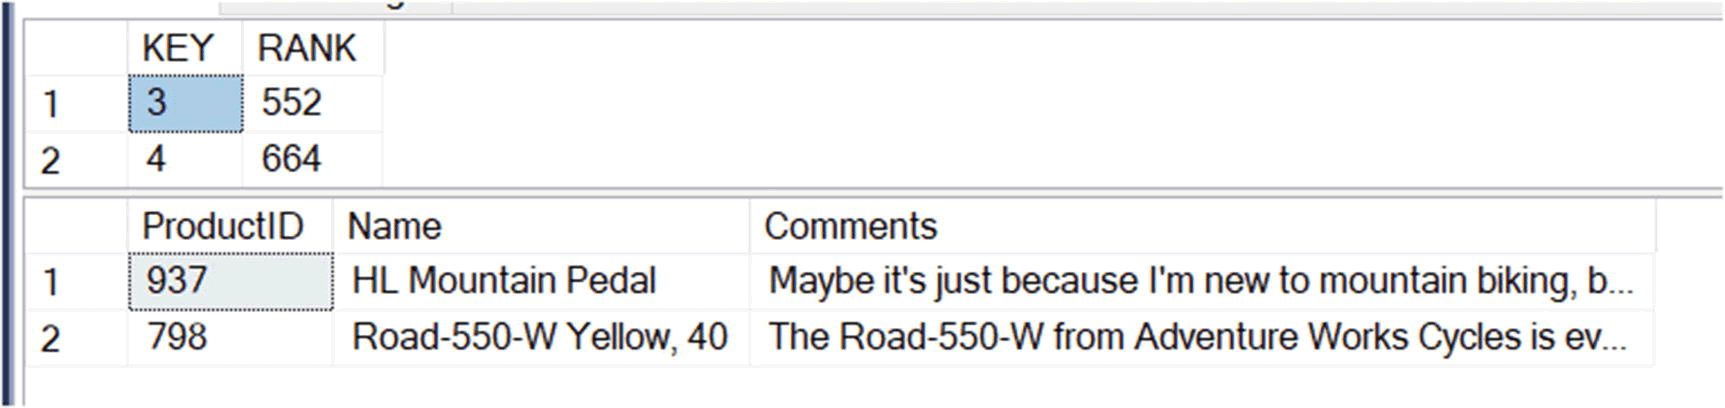 KEY RANK
1 3 552
2 4 664
ProductID Name Comments
1 937 HL Mountain Pedal Maybe it's just because I'm new to mountain biking, b...
2 798 Road-550-W Yellow, 40 The Road-550-W from Adventure Works Cycles is ev...